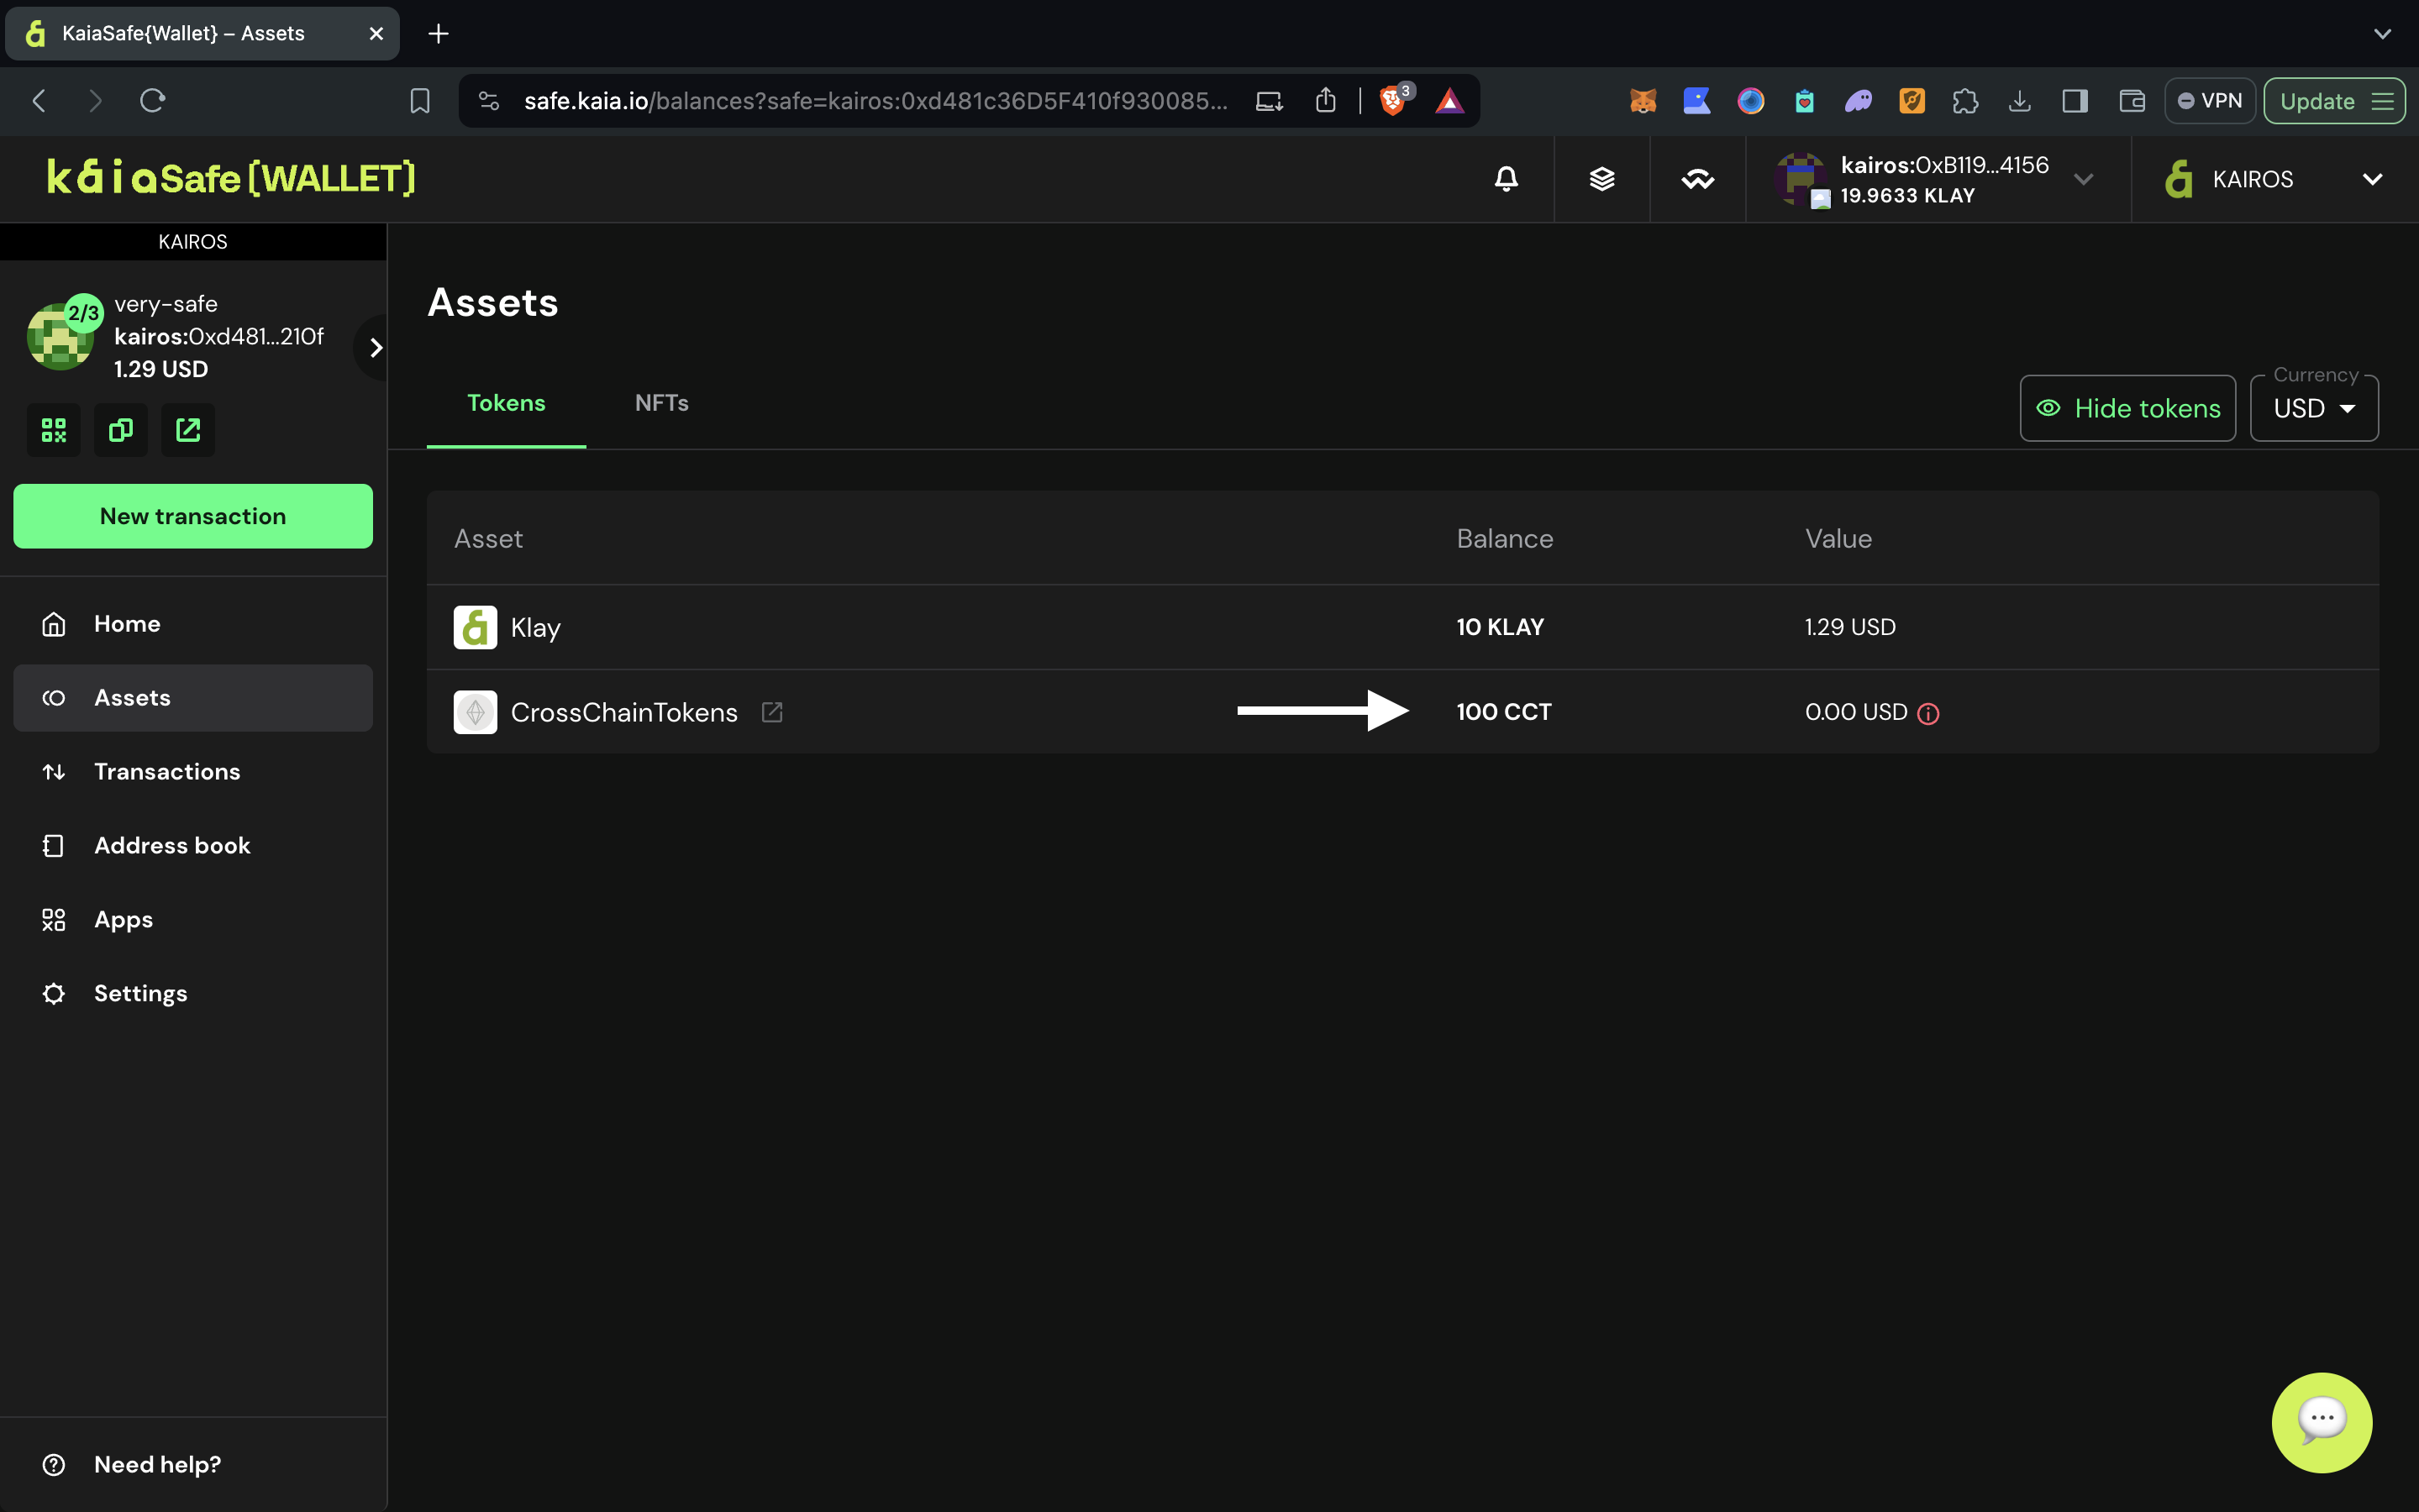 KaiaSafe{Wallet} – Assets
safe.kaia.io/balances?safe=kairos:0xd481c36D5F410f930085...
3
VPN
Update
kaiaSafe{WALLET}
kairos:0xB119...4156
19.9633 KLAY
KAIROS
KAIROS
2/3
very-safe
kairos:0xd481...210f
1.29 USD
New transaction
Home
Assets
Transactions
Address book
Apps
Settings
Need help?
Assets
Tokens
NFTs
Hide tokens
Currency
USD
Asset
Balance
Value
Klay
10 KLAY
1.29 USD
CrossChainTokens
100 CCT
0.00 USD